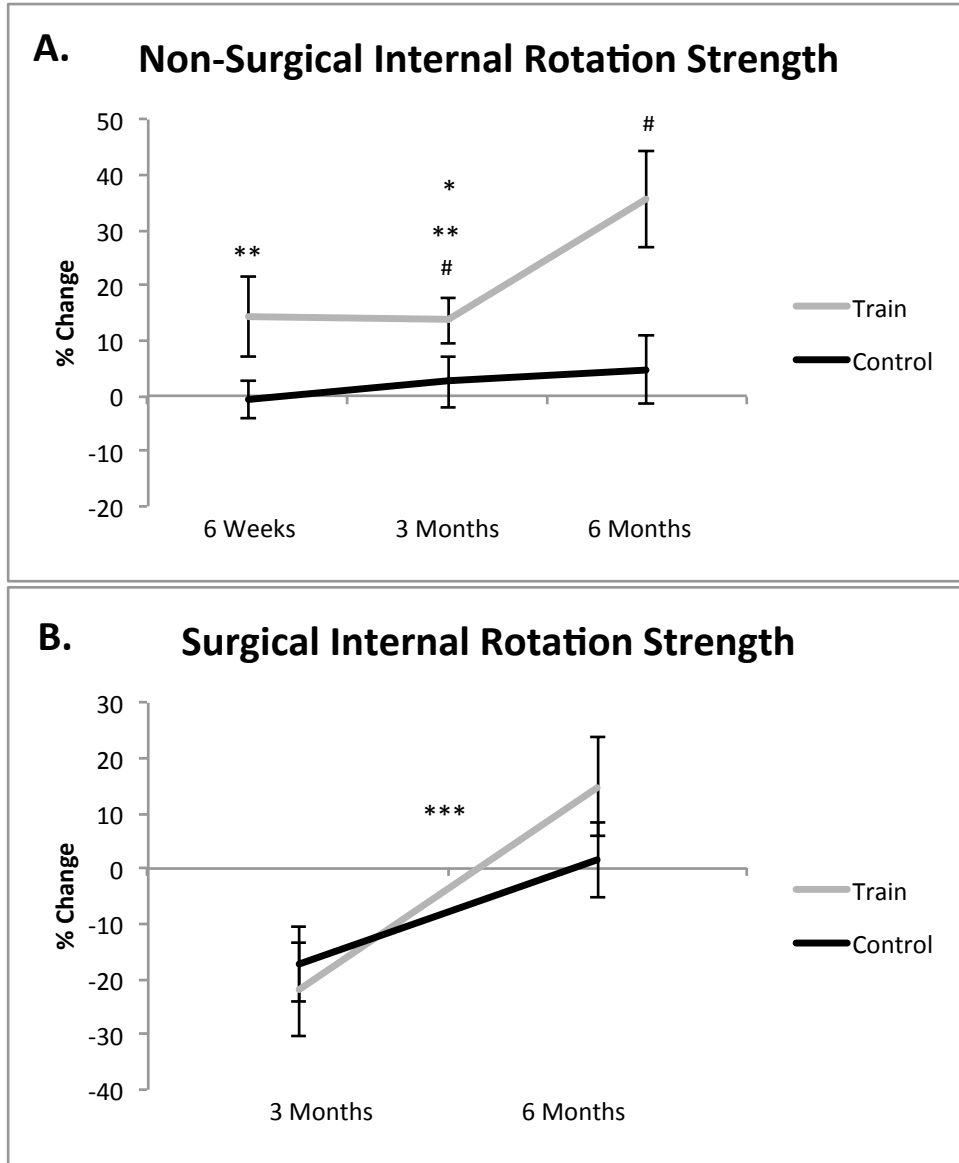 A. Non-Surgical Internal Rotation Strength
50
#
40
*
30
**
**
#
20
% Change
10
0
-10
-20
Train
Control
6 Weeks 3 Months 6 Months
B. Surgical Internal Rotation Strength
30
20
10
***
0
% Change
-10
-20
-30
-40
Train
Control
3 Months 6 Months